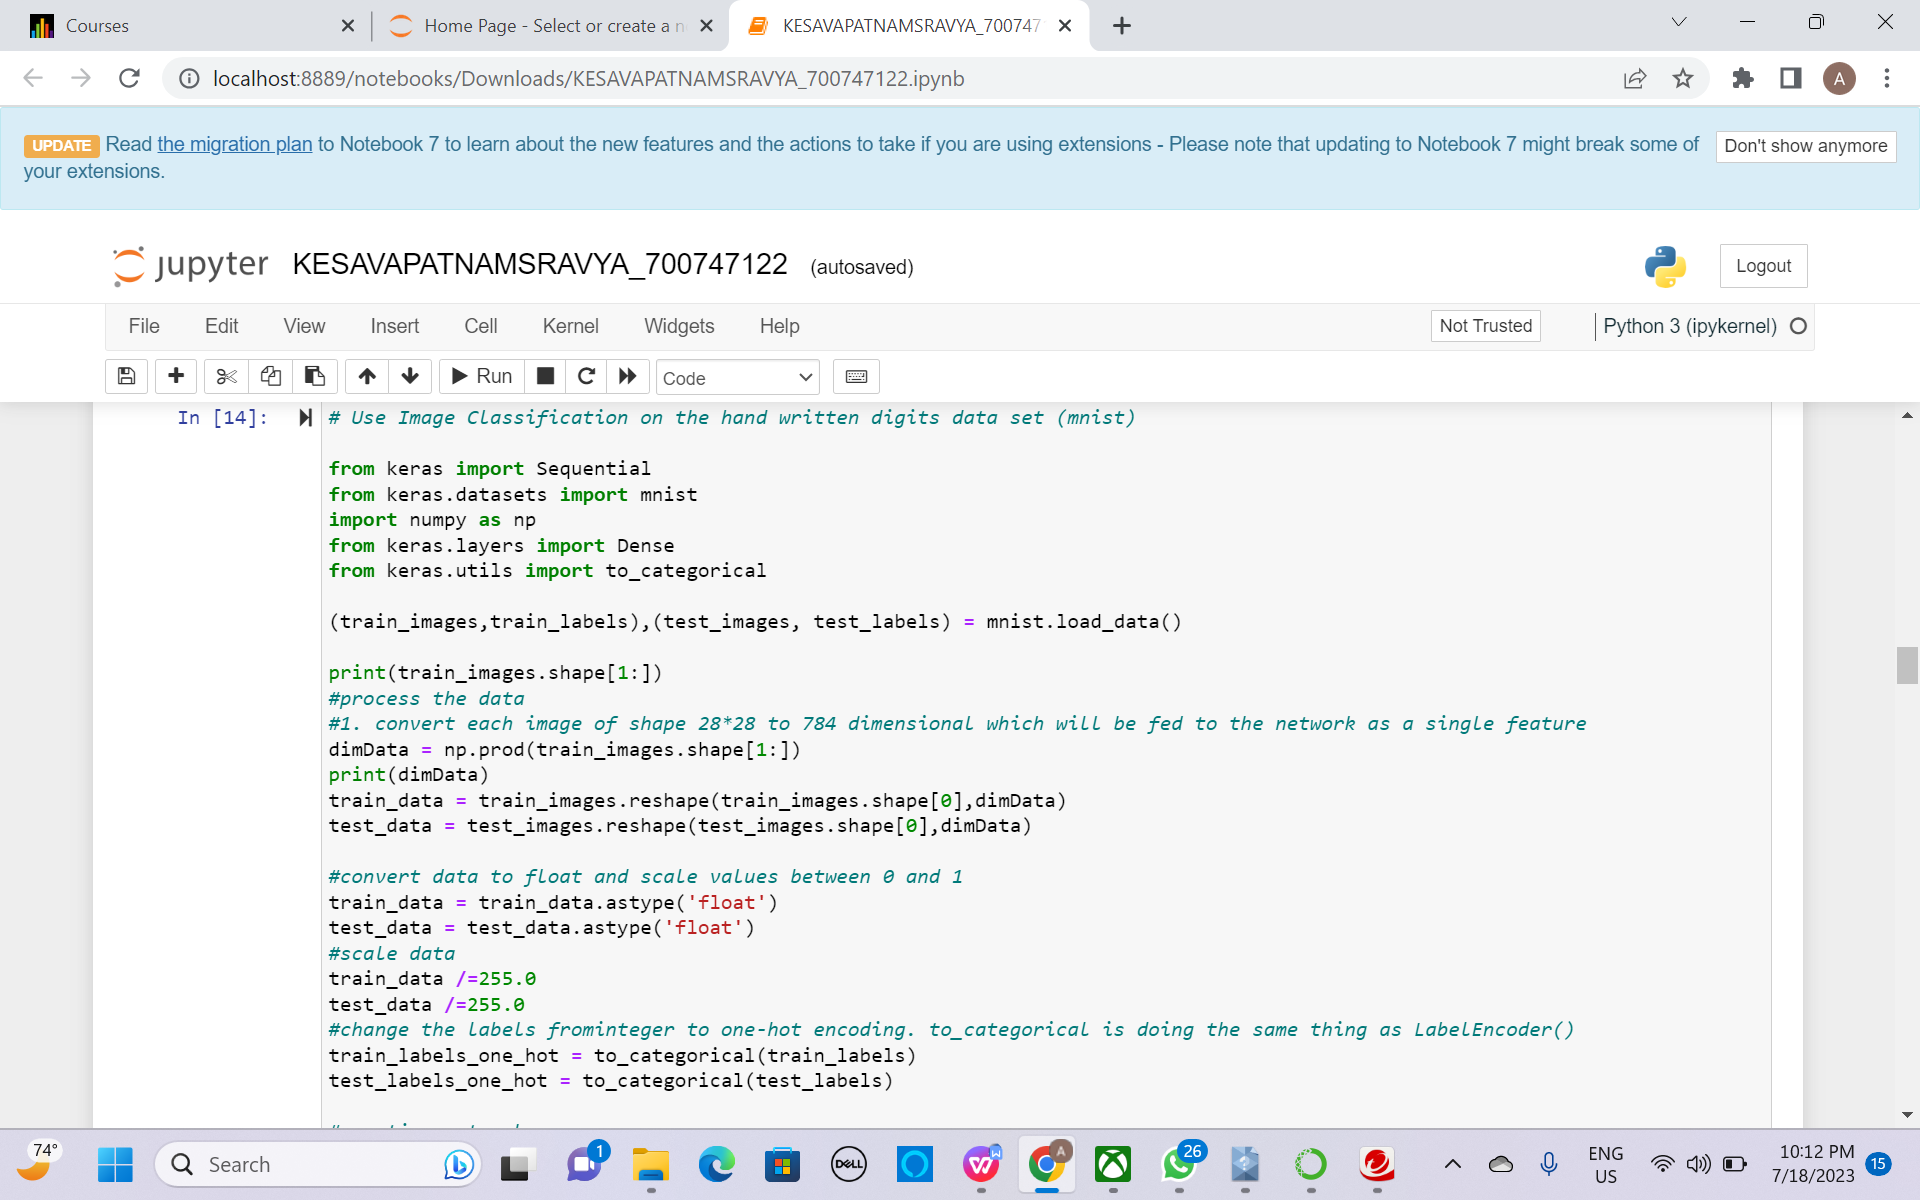 Courses
Home Page - Select or create a n
KESAVAPATNAMSRAVYA_700747
localhost:8889/notebooks/Downloads/KESAVAPATNAMSRAVYA_700747122.ipynb
A
UPDATE Read the migration plan to Notebook 7 to learn about the new features and the actions to take if you are using extensions - Please note that updating to Notebook 7 might break some of
your extensions.
Don't show anymore
jupyter KESAVAPATNAMSRAVYA_700747122 (autosaved)
Logout
File Edit View Insert Cell Kernel Widgets Help
Not Trusted
Python 3 (ipykernel)
Run
Code
In [14]:
# Use Image Classification on the hand written digits data set (mnist)
from keras import Sequential
from keras.datasets import mnist
import numpy as np
from keras.layers import Dense
from keras.utils import to_categorical
(train_images,train_labels),(test_images, test_labels) = mnist.load_data()
print(train_images.shape[1:])
#process the data
#1. convert each image of shape 28*28 to 784 dimensional which will be fed to the network as a single feature
dimData = np.prod(train_images.shape[1:])
print(dimData)
train_data = train_images.reshape(train_images.shape[0],dimData)
test_data = test_images.reshape(test_images.shape[0],dimData)
#convert data to float and scale values between 0 and 1
train_data = train_data.astype('float')
test_data = test_data.astype('float')
#scale data
train_data /=255.0
test_data /=255.0
#change the labels frominteger to one-hot encoding. to_categorical is doing the same thing as LabelEncoder()
train_labels_one_hot = to_categorical(train_labels)
test_labels_one_hot = to_categorical(test_labels)
74°
Search
1
DELL
W
A
26
ENG
US
10:12 PM
7/18/2023
15